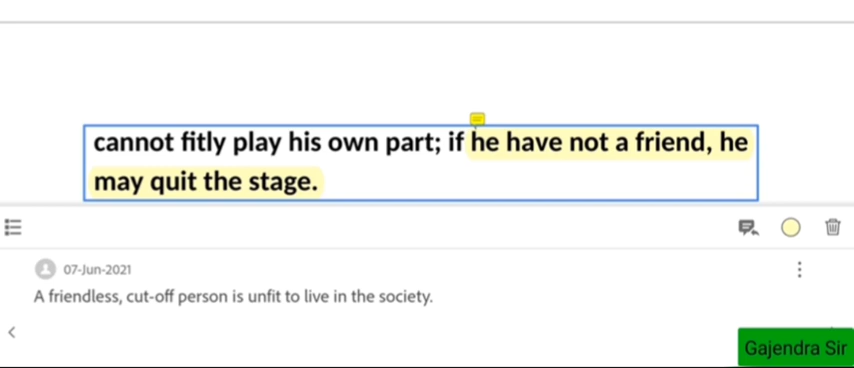 cannot fitly play his own part; if he have not a friend, he
may quit the stage.
07-Jun-2021
A friendless, cut-off person is unfit to live in the society.
Gajendra Sir